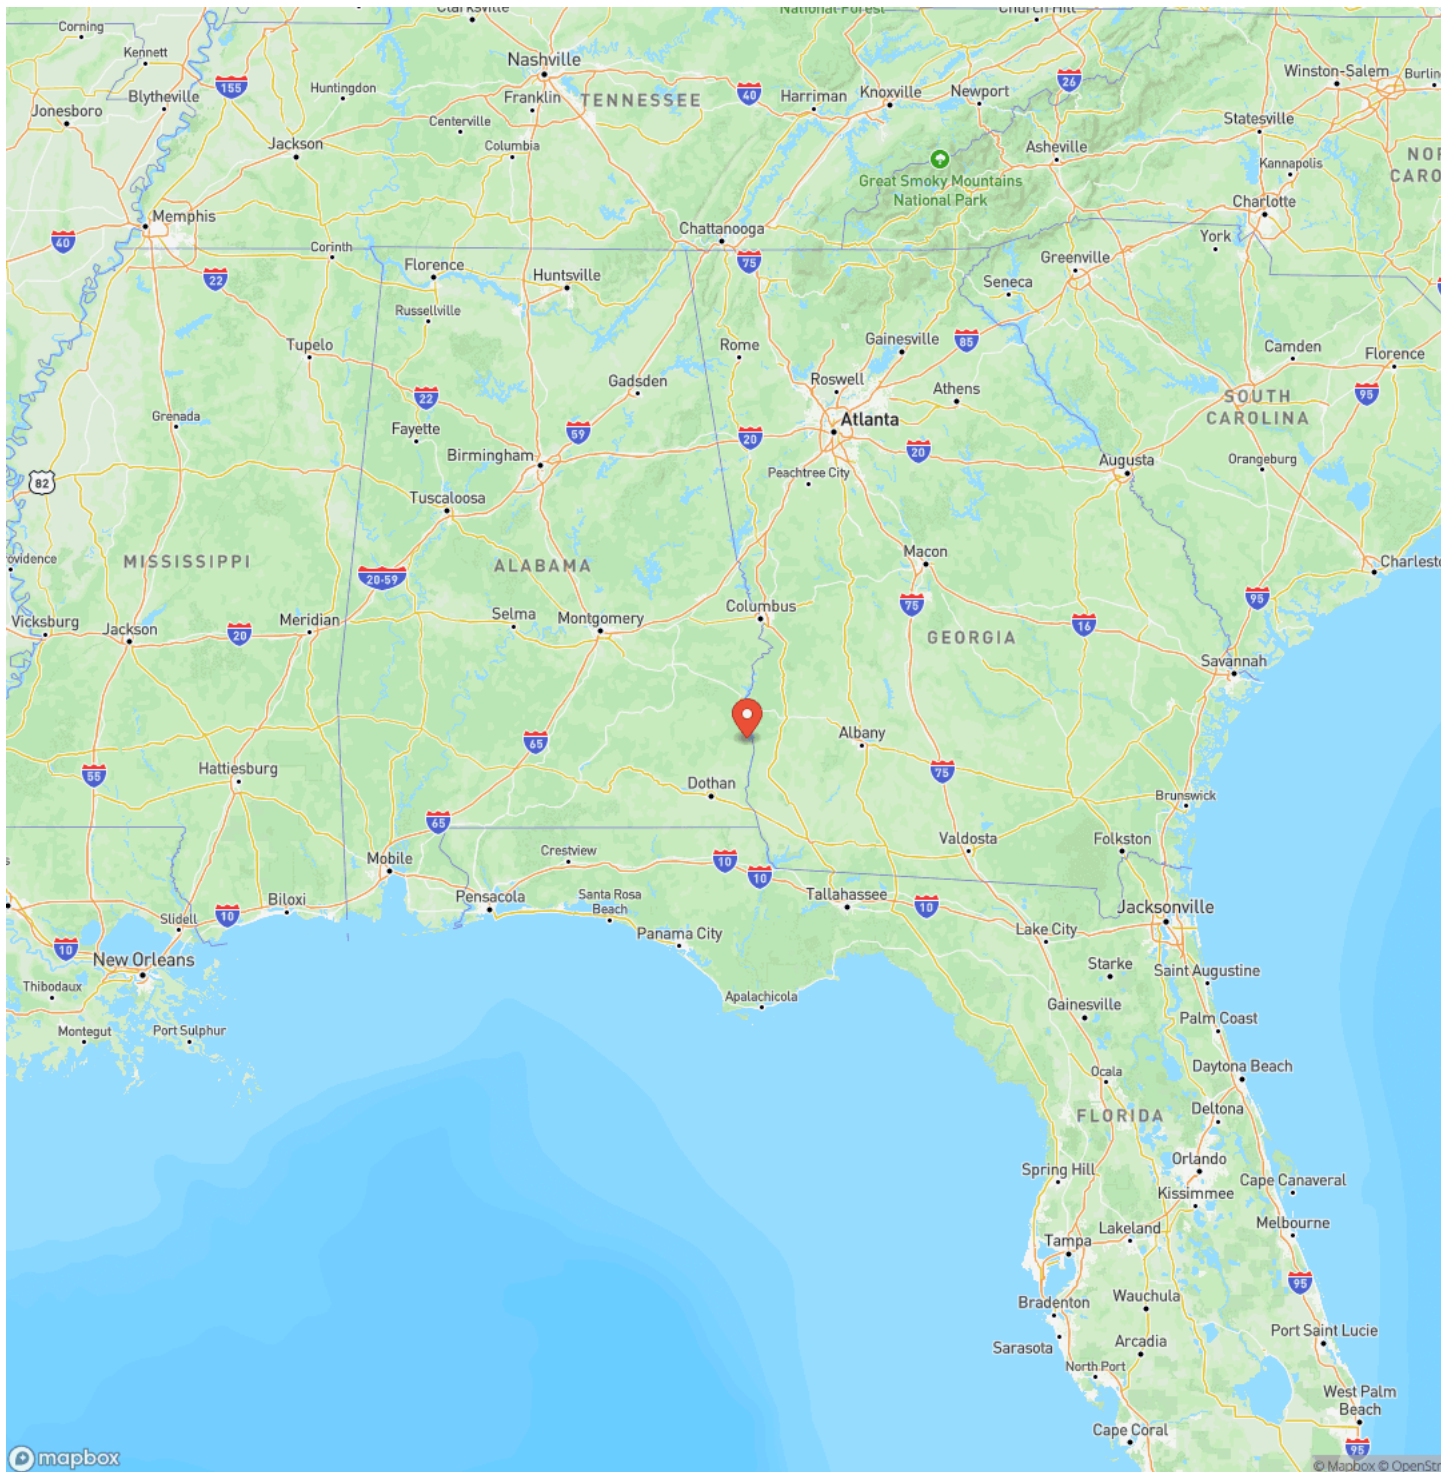 Clarksville
National Forest
Church Hill
Corning
Kennett
Nashville
155
Huntingdon
Franklin
TENNESSEE
40
Harriman
Knoxville
Newport
26
Winston-Salem
Blytheville
Jonesboro
Centerville
Statesville
Jackson
Columbia
Asheville
Kannapolis
Great Smoky Mountains
National Park
Charlotte
Memphis
Chattanooga
York
40
Corinth
75
Greenville
22
Florence
Huntsville
Seneca
Russellville
Tupelo
Rome
Gainesville
85
Camden
Florence
Roswell
Gadsden
22
Athens
SOUTH
CAROLINA
95
Grenada
Fayette
59
20
Atlanta
20
Birmingham
Augusta
Orangeburg
82
Peachtree City
Tuscaloosa
MISSISSIPPI
ALABAMA
Macon
20-59
75
95
Vicksburg
Jackson
20
Meridian
Selma
Montgomery
Columbus
16
GEORGIA
Savannah
65
Albany
55
Hattiesburg
Dothan
75
Brunswick
65
Valdosta
Folkston
Mobile
Crestview
10
10
Biloxi
10
Pensacola
Santa Rosa
Beach
Tallahassee
10
Jacksonville
Slidell
10
Panama City
Lake City
New Orleans
Starke
Saint Augustine
Thibodaux
Apalachicola
Gainesville
Palm Coast
Montegut
Port Sulphur
Ocala
Daytona Beach
FLORIDA
Deltona
Spring Hill
Orlando
Cape Canaveral
Kissimmee
Lakeland
Melbourne
Tampa
95
Bradenton
Wauchula
Sarasota
Arcadia
Port Saint Lucie
North Port
West Palm
Beach
Cape Coral
95
mapbox
© Mapbox © OpenStr